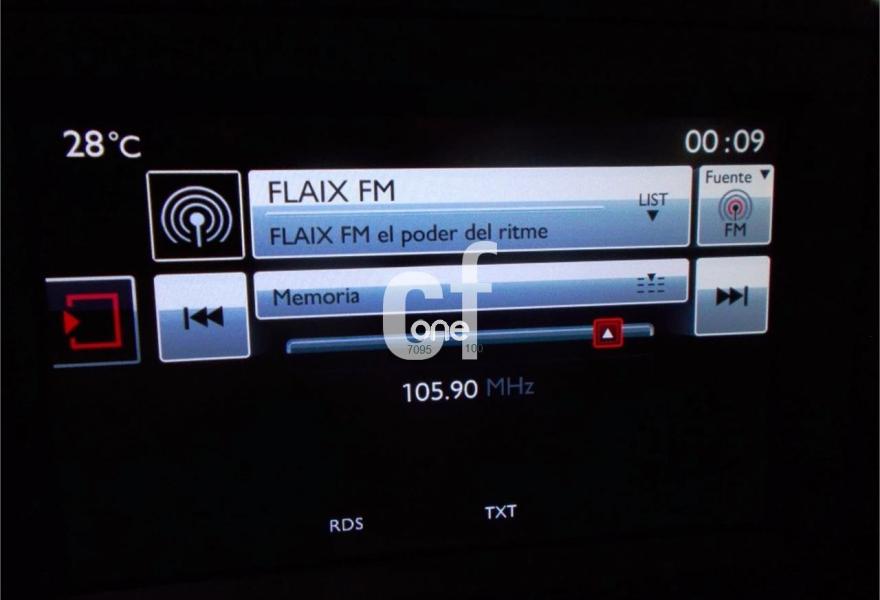 28°C
00:09
FLAIX FM
LIST
FLAIX FM el poder del ritme
Fuente
FM
Memoria
cf
one
7095 100
105.90 MHz
RDS
TXT